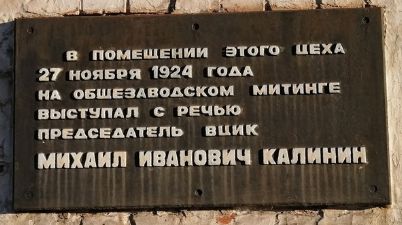 В ПОМЕЩЕНИИ ЭТОГО ЦЕХА
27 НОЯБРЯ 1924 ГОДА
НА ОБЩЕЗАВОДСКОМ МИТИНГЕ
ВЫСТУПАЛ С РЕЧЬЮ
ПРЕДСЕДАТЕЛЬ ВЦИК
МИХАИЛ ИВАНОВИЧ КАЛИНИН